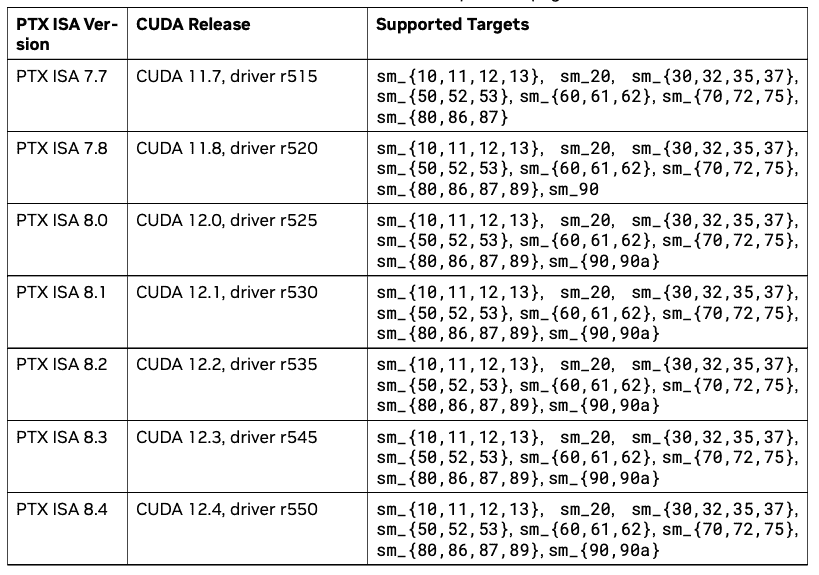 PTX ISA Ver-
sion
CUDA Release
Supported Targets
PTX ISA 7.7
CUDA 11.7, driver r515
sm_{10,11,12,13}, sm_20, sm_{30,32,35,37},
sm_{50,52,53}, sm_{60,61,62}, sm_{70,72,75},
sm_{80,86,87}
PTX ISA 7.8
CUDA 11.8, driver r520
sm_{10,11,12,13}, sm_20, sm_{30,32,35,37},
sm_{50,52,53}, sm_{60,61,62}, sm_{70,72,75},
sm_{80,86,87,89}, sm_90
PTX ISA 8.0
CUDA 12.0, driver r525
sm_{10,11,12,13}, sm_20, sm_{30,32,35,37},
sm_{50,52,53}, sm_{60,61,62}, sm_{70,72,75},
sm_{80,86,87,89}, sm_{90,90a}
PTX ISA 8.1
CUDA 12.1, driver r530
sm_{10,11,12,13}, sm_20, sm_{30,32,35,37},
sm_{50,52,53}, sm_{60,61,62}, sm_{70,72,75},
sm_{80,86,87,89}, sm_{90,90a}
PTX ISA 8.2
CUDA 12.2, driver r535
sm_{10,11,12,13}, sm_20, sm_{30,32,35,37},
sm_{50,52,53}, sm_{60,61,62}, sm_{70,72,75},
sm_{80,86,87,89}, sm_{90,90a}
PTX ISA 8.3
CUDA 12.3, driver r545
sm_{10,11,12,13}, sm_20, sm_{30,32,35,37},
sm_{50,52,53}, sm_{60,61,62}, sm_{70,72,75},
sm_{80,86,87,89}, sm_{90,90a}
PTX ISA 8.4
CUDA 12.4, driver r550
sm_{10,11,12,13}, sm_20, sm_{30,32,35,37},
sm_{50,52,53}, sm_{60,61,62}, sm_{70,72,75},
sm_{80,86,87,89}, sm_{90,90a}